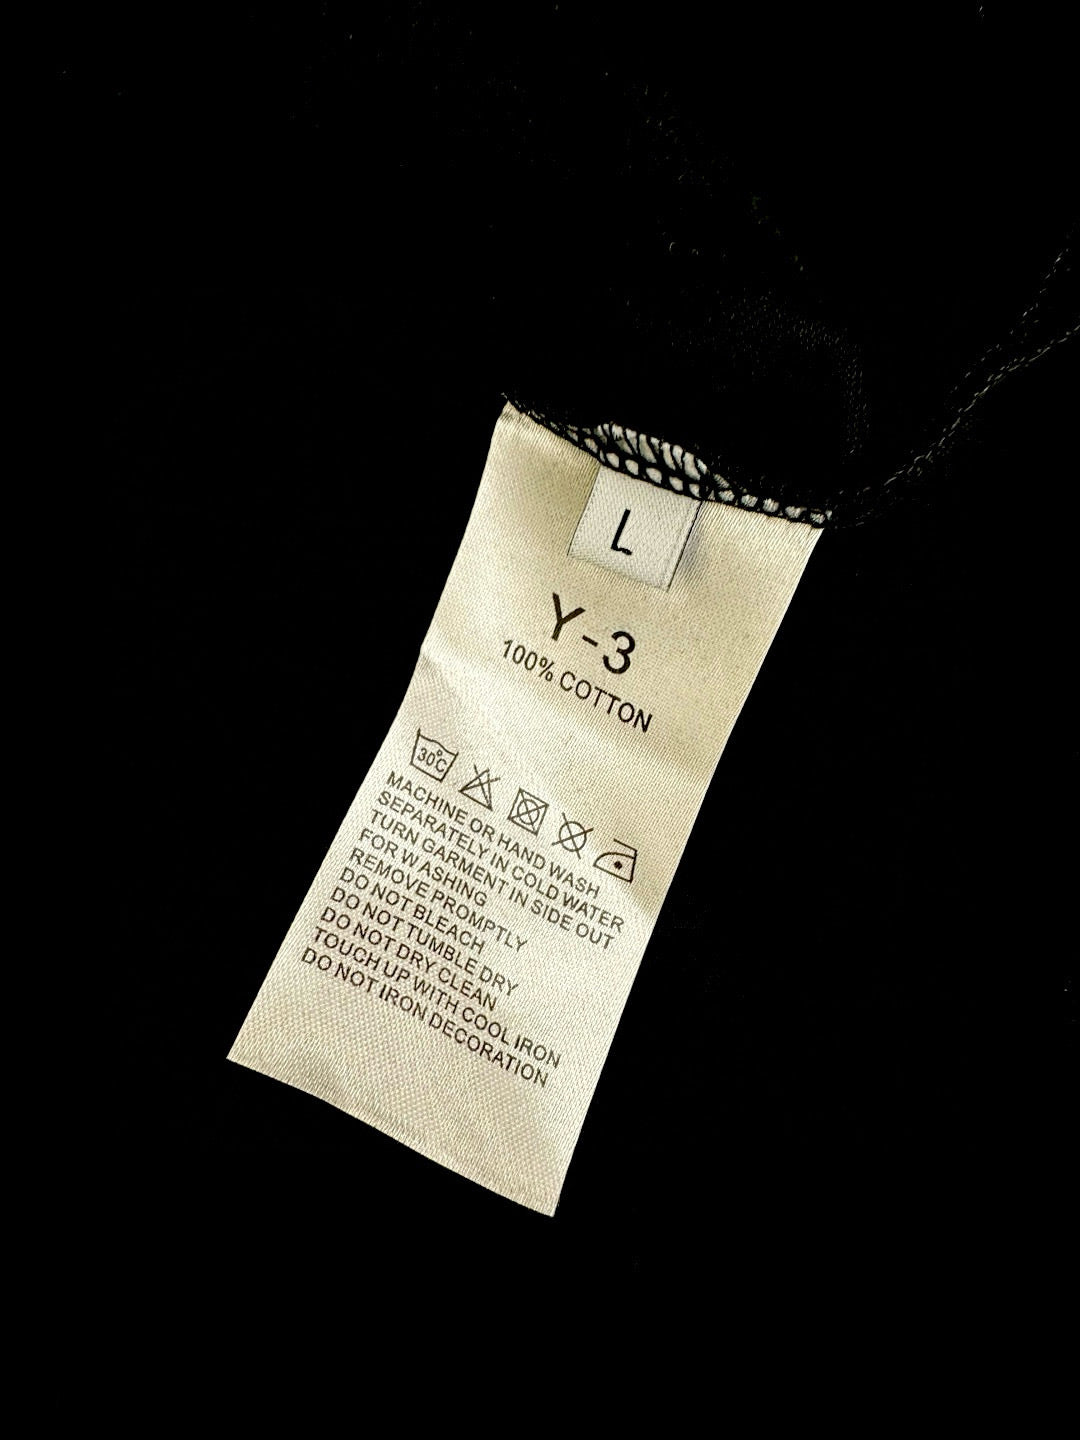 L
Y-3
100% COTTON
30°C
MACHINE OR HAND WASH
SEPARATELY IN COLD WATER
TURN GARMENT IN SIDE OUT
FOR WASHING
REMOVE PROMPTLY
DO NOT BLEACH
DO NOT TUMBLE DRY
DO NOT DRY CLEAN
TOUCH UP WITH COOL IRON
DO NOT IRON DECORATION